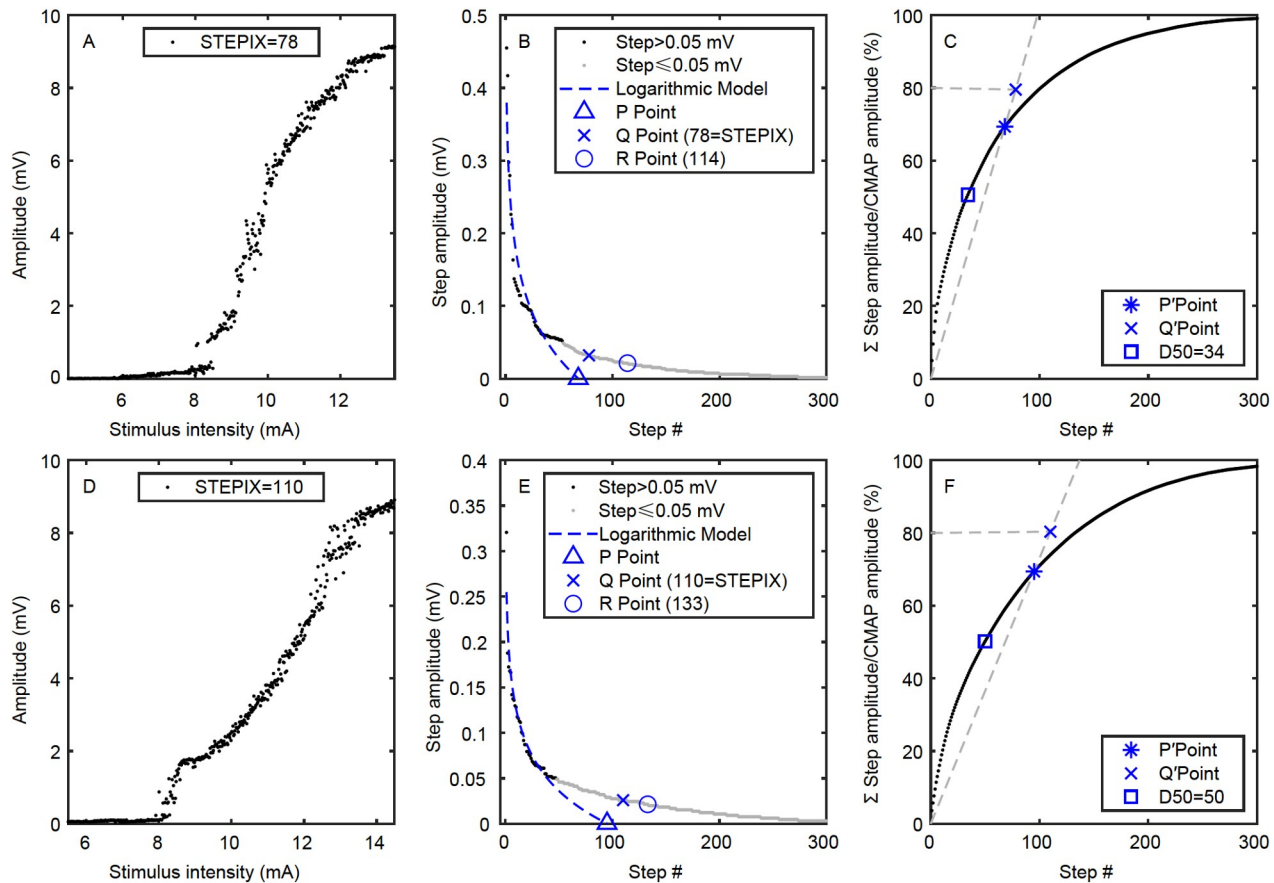 A
STEPIX=78
10
8
6
4
2
0
Amplitude (mV)
6
8
10
12
Stimulus intensity (mA)
B
Step>0.05 mV
Step≤0.05 mV
Logarithmic Model
P Point
Q Point (78=STEPIX)
R Point (114)
0.5
0.4
0.3
0.2
0.1
0
Step amplitude (mV)
0
100
200
300
Step #
C
100
80
60
40
20
0
Σ Step amplitude/CMAP amplitude (%)
P'Point
Q'Point
D50=34
0
100
200
300
Step #
D
STEPIX=110
10
8
6
4
2
0
Amplitude (mV)
6
8
10
12
14
Stimulus intensity (mA)
E
Step>0.05 mV
Step≤0.05 mV
Logarithmic Model
P Point
Q Point (110=STEPIX)
R Point (133)
0.4
0.35
0.3
0.25
0.2
0.15
0.1
0.05
0
Step amplitude (mV)
0
100
200
300
Step #
F
100
80
60
40
20
0
Σ Step amplitude/CMAP amplitude (%)
P'Point
Q'Point
D50=50
0
100
200
300
Step #